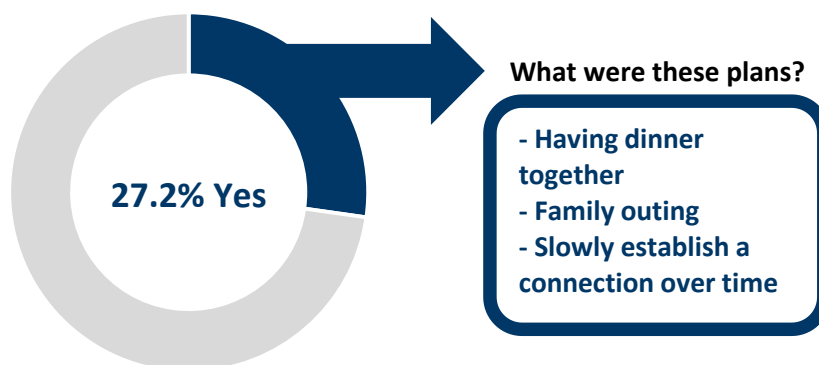 27.2% Yes
What were these plans?
- Having dinner
together
- Family outing
- Slowly establish a
connection over time